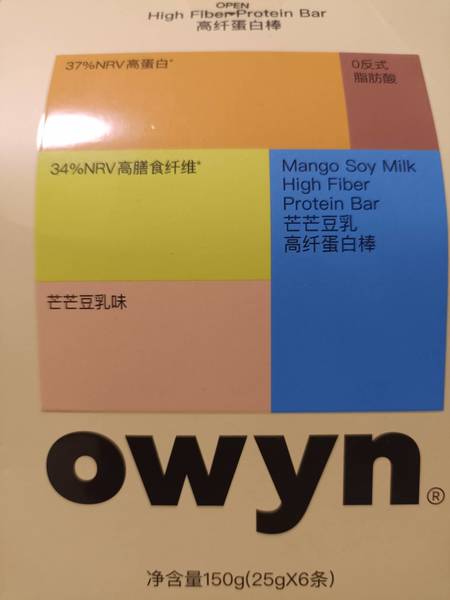 OPEN
High Fiber Protein Bar
高纤蛋白棒
37%NRV高蛋白*
0反式
脂肪酸
34%NRV高膳食纤维*
Mango Soy Milk
High Fiber
Protein Bar
芒芒豆乳
高纤蛋白棒
芒芒豆乳味
owyn®
净含量150g(25gX6条)